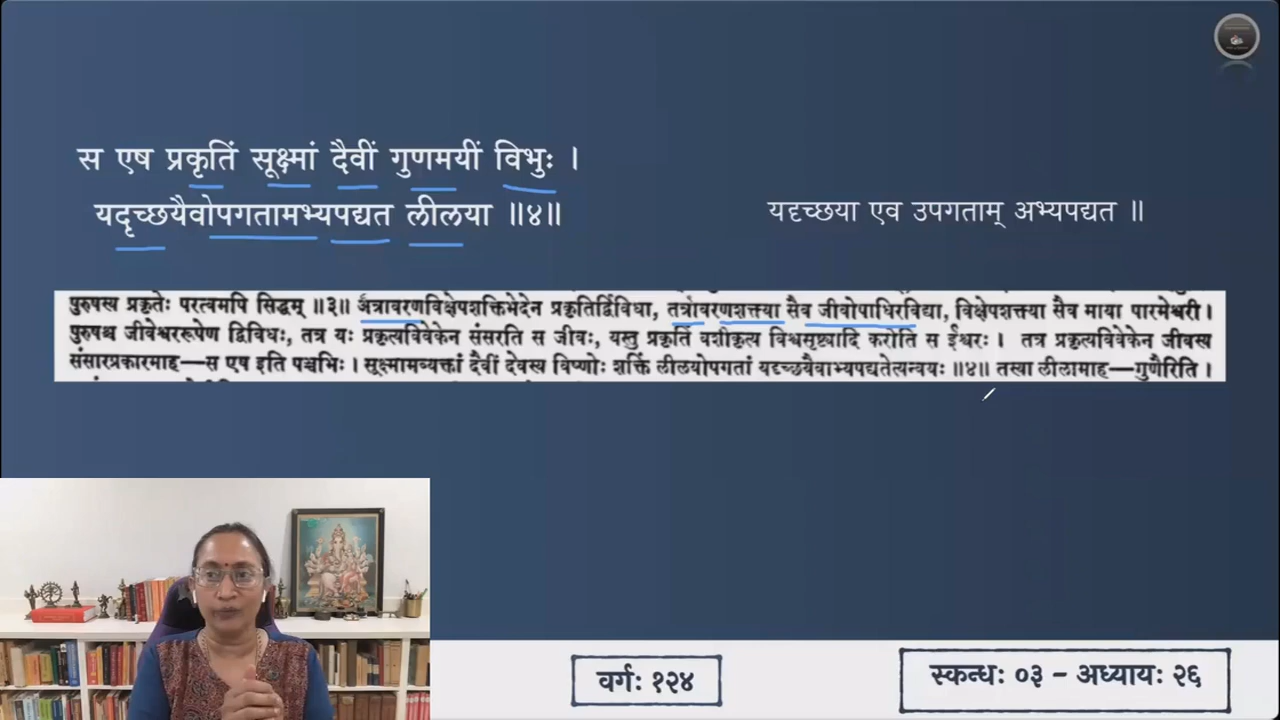 स एष प्रकृतिं सूक्ष्मां दैवीं गुणमयीं विभुः ।
यदृच्छयैवोपगतामभ्यपद्यत लीलया ॥४॥
यदृच्छया एव उपगताम् अभ्यपद्यत ॥
पुरुषस्य प्रकृतेः परत्वमपि सिद्धम् ॥३॥ अत्रावरणविक्षेपशक्तिभेदेन प्रकृतिर्द्विविधा, तत्रावरणशक्त्या सैव जीवोपाधिरविद्या, विक्षेपशक्त्या सैव माया पारमेश्वरी।
पुरुषश्च जीवेश्वररूपेण द्विविधः, तत्र यः प्रकृत्यविवेकेन संसरति स जीवः, यस्तु प्रकृतिं वशीकृत्य विश्वसृष्ट्यादि करोति स ईश्वरः। तत्र प्रकृत्यविवेकेन जीवस्य
संसारप्रकारमाह—स एष इति पञ्चभिः। सूक्ष्मामव्यक्तां दैवीं देवस्य विष्णोः शक्तिं लीलयोपगतां यदृच्छयैवाभ्यपद्यतेत्यन्वयः ॥४॥ तस्या लीलामाह—गुणैरिति।
वर्गः १२४
स्कन्धः ०३ – अध्यायः २६